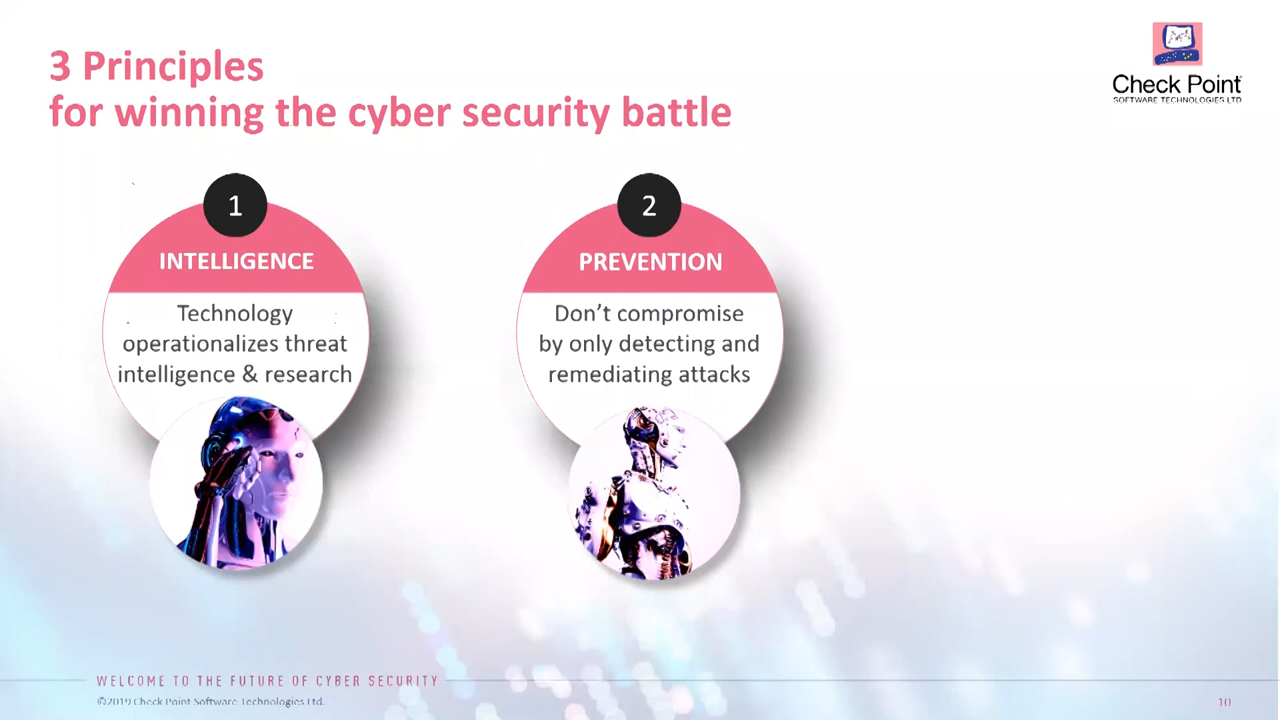 3 Principles
for winning the cyber security battle
Check Point
SOFTWARE TECHNOLOGIES LTD
1
INTELLIGENCE
Technology
operationalizes threat
intelligence & research
2
PREVENTION
Don’t compromise
by only detecting and
remediating attacks
WELCOME TO THE FUTURE OF CYBER SECURITY
©2019 Check Point Software Technologies Ltd.
10